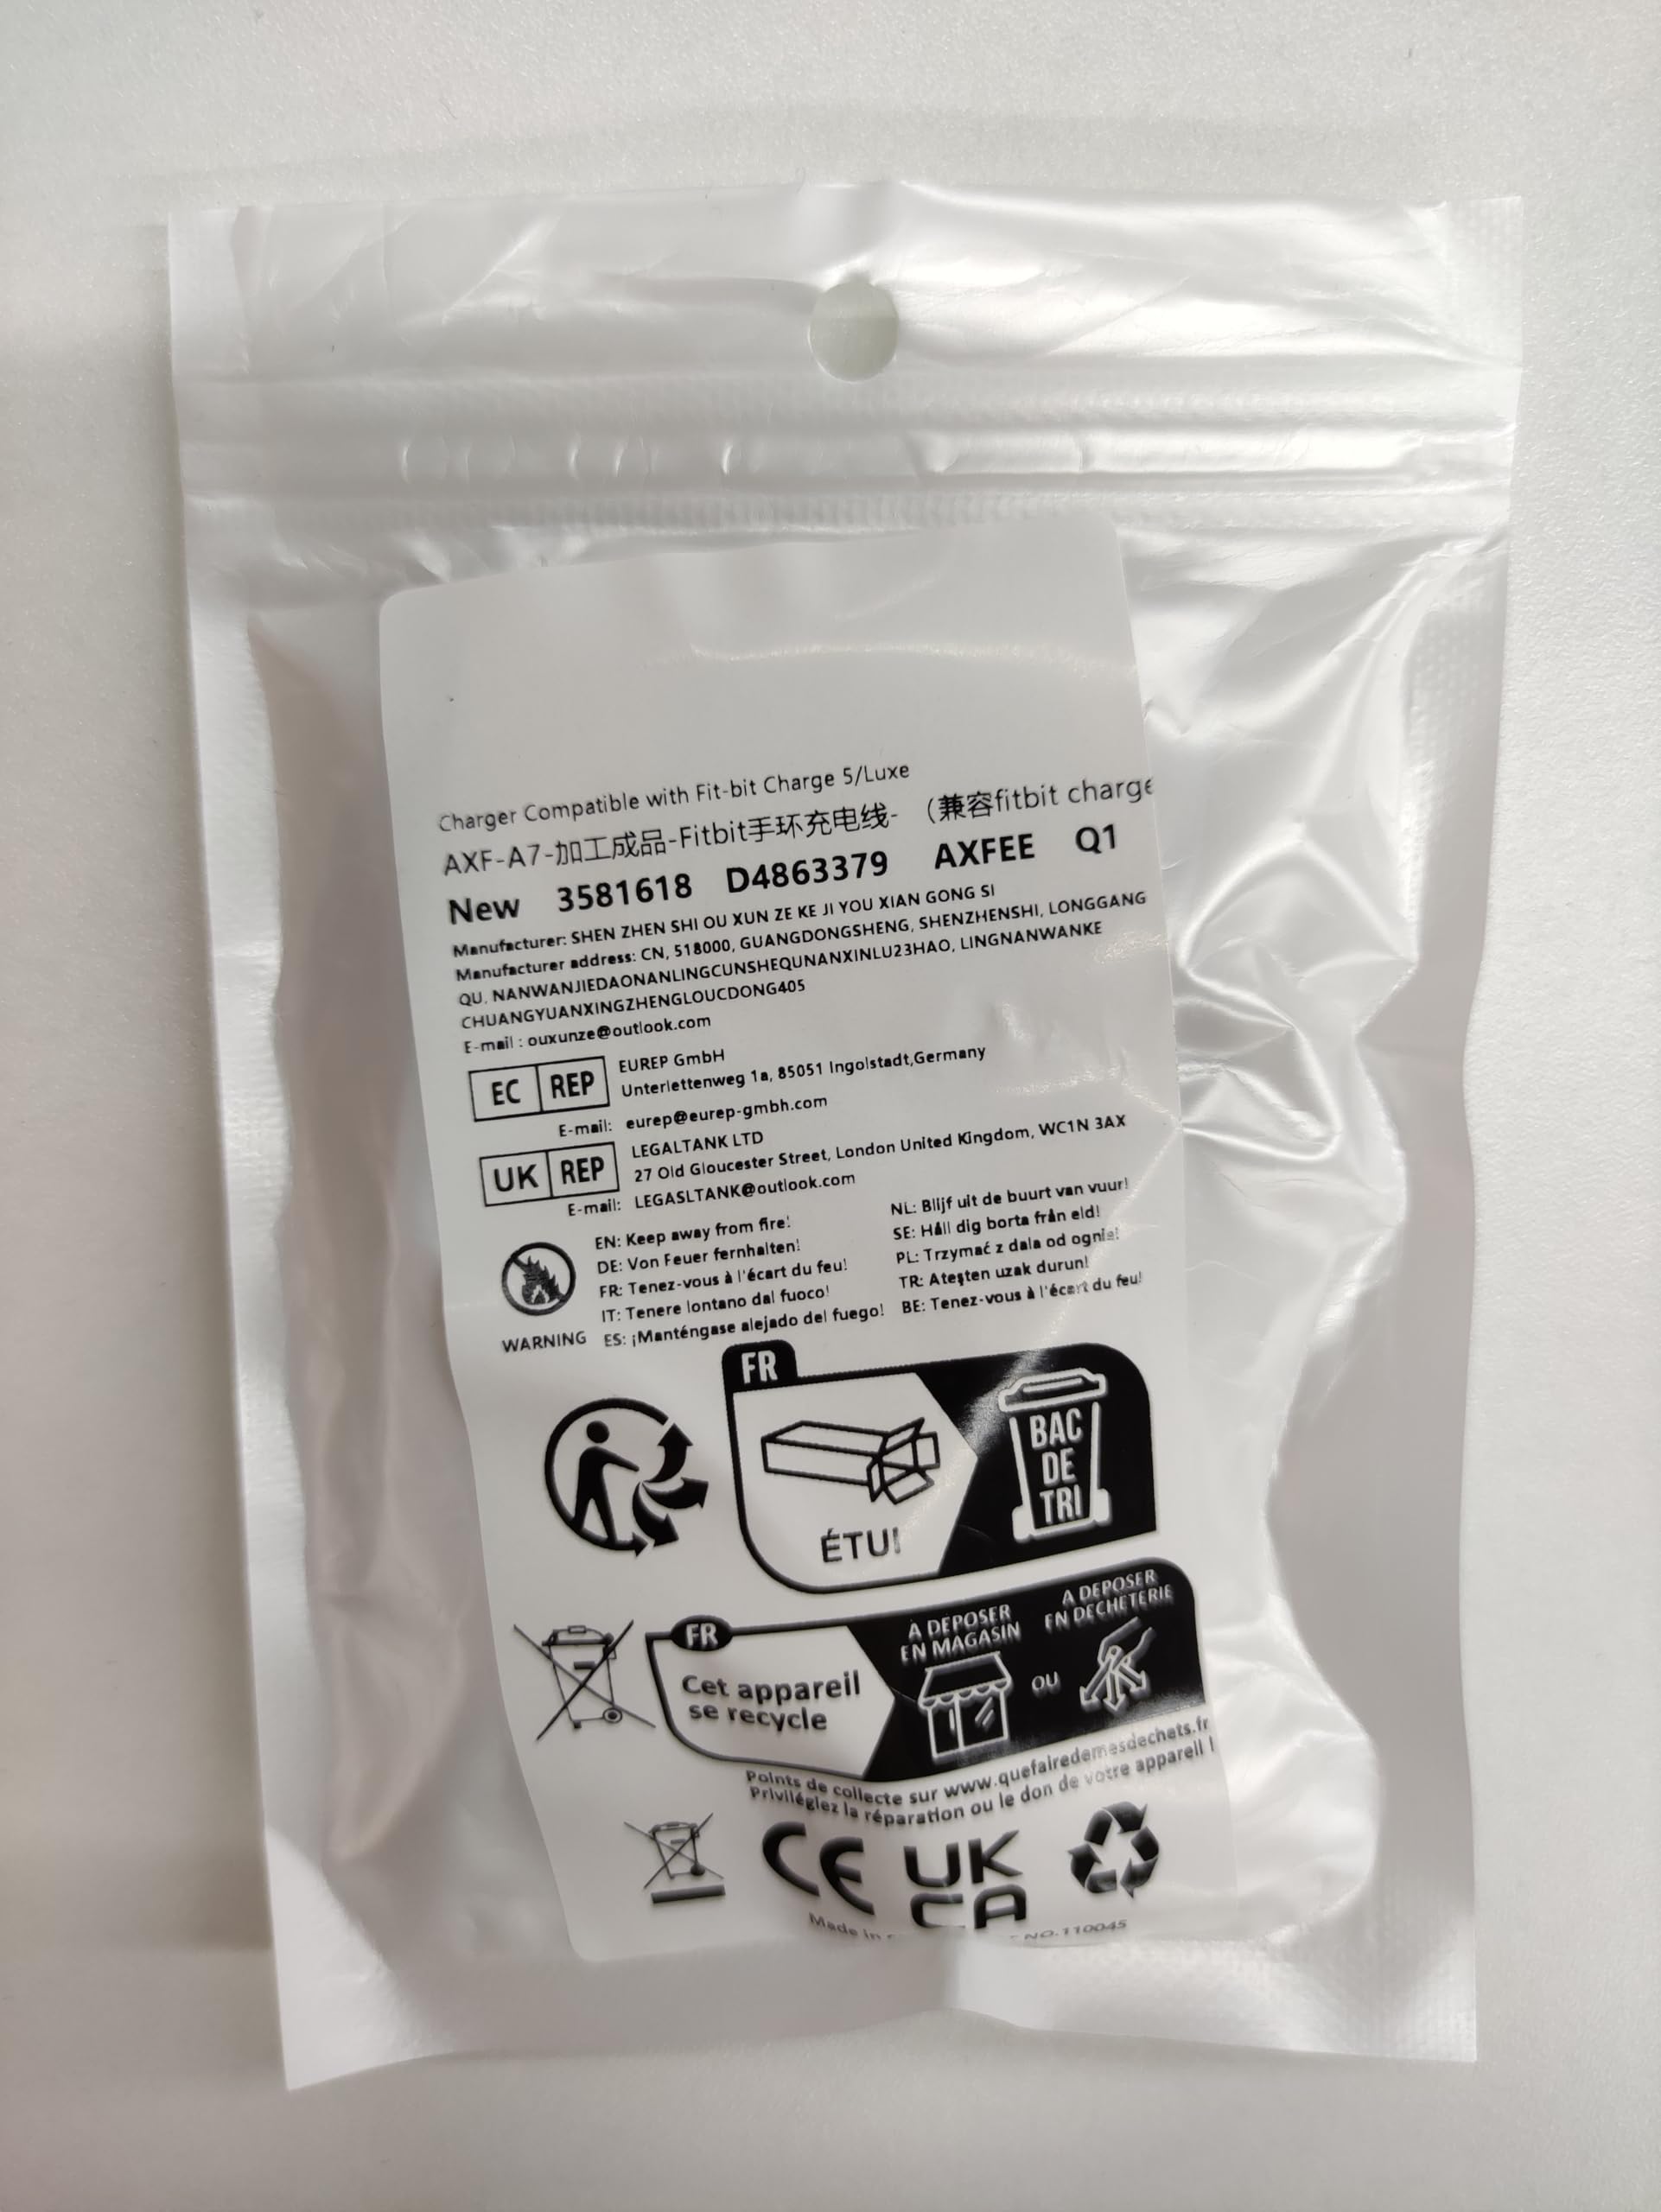 Charger Compatible with Fit-bit Charge 5/Luxe
AXF-A7-加工成品-Fitbit手环充电线- （兼容fitbit charge
New 3581618 D4863379 AXFEE Q1
Manufacturer: SHEN ZHEN SHI OU XUN ZE KE JI YOU XIAN GONG SI
Manufacturer address: CN, 518000, GUANGDONGSHENG, SHENZHENSHI, LONGGANG
QU, NANWANJIEDAONANLINGCUNSHEQUNANXINLU23HAO, LINGNANWANKE
CHUANGYUANXINGZHENGLOUCDONG405
E-mail : ouxunze@outlook.com
EC REP
EUREP GmbH
Unterlettenweg 1a, 85051 Ingolstadt,Germany
E-mail: eurep@eurep-gmbh.com
UK REP
LEGALTANK LTD
27 Old Gloucester Street, London United Kingdom, WC1N 3AX
E-mail: LEGASLTANK@outlook.com
WARNING
EN: Keep away from fire!
DE: Von Feuer fernhalten!
FR: Tenez-vous à l'écart du feu!
IT: Tenere lontano dal fuoco!
ES: ¡Manténgase alejado del fuego!
NL: Blijf uit de buurt van vuur!
SE: Håll dig borta från eld!
PL: Trzymać z dala od ognia!
TR: Ateşten uzak durun!
BE: Tenez-vous à l'écart du feu!
FR
ÉTUI
BAC
DE
TRI
FR
Cet appareil
se recycle
A DEPOSER
EN MAGASIN
OU
A DEPOSER
EN DECHETERIE
Points de collecte sur www.quefairedemesdechets.fr
Privilégiez la réparation ou le don de votre appareil !
CE
UK
CA
Made in
NO.110045